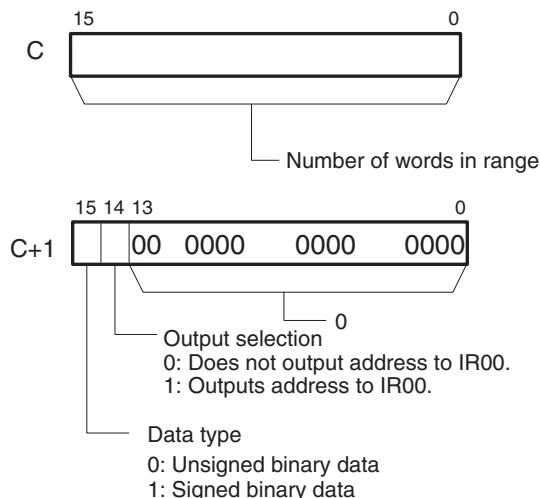 15 0
C
Number of words in range
15 14 13 0
C+1 00 0000 0000 0000
0
Output selection
0: Does not output address to IR00.
1: Outputs address to IR00.
Data type
0: Unsigned binary data
1: Signed binary data